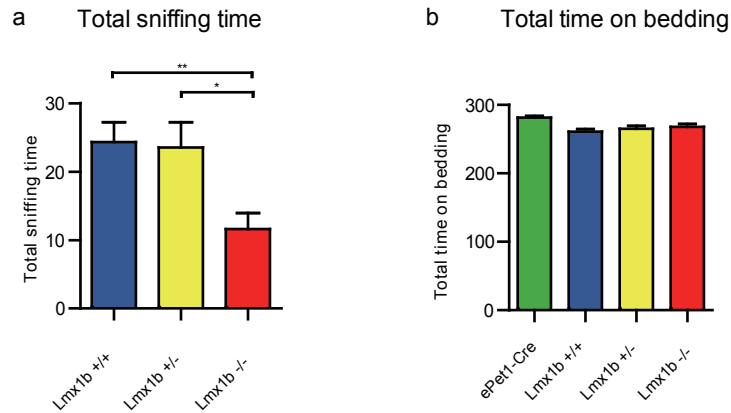 a Total sniffing time
**
*
Total sniffing time
30
20
10
0
Lmx1b +/+
Lmx1b +/-
Lmx1b -/-
b Total time on bedding
Total time on bedding
300
200
100
0
ePet1-Cre
Lmx1b +/+
Lmx1b +/-
Lmx1b -/-